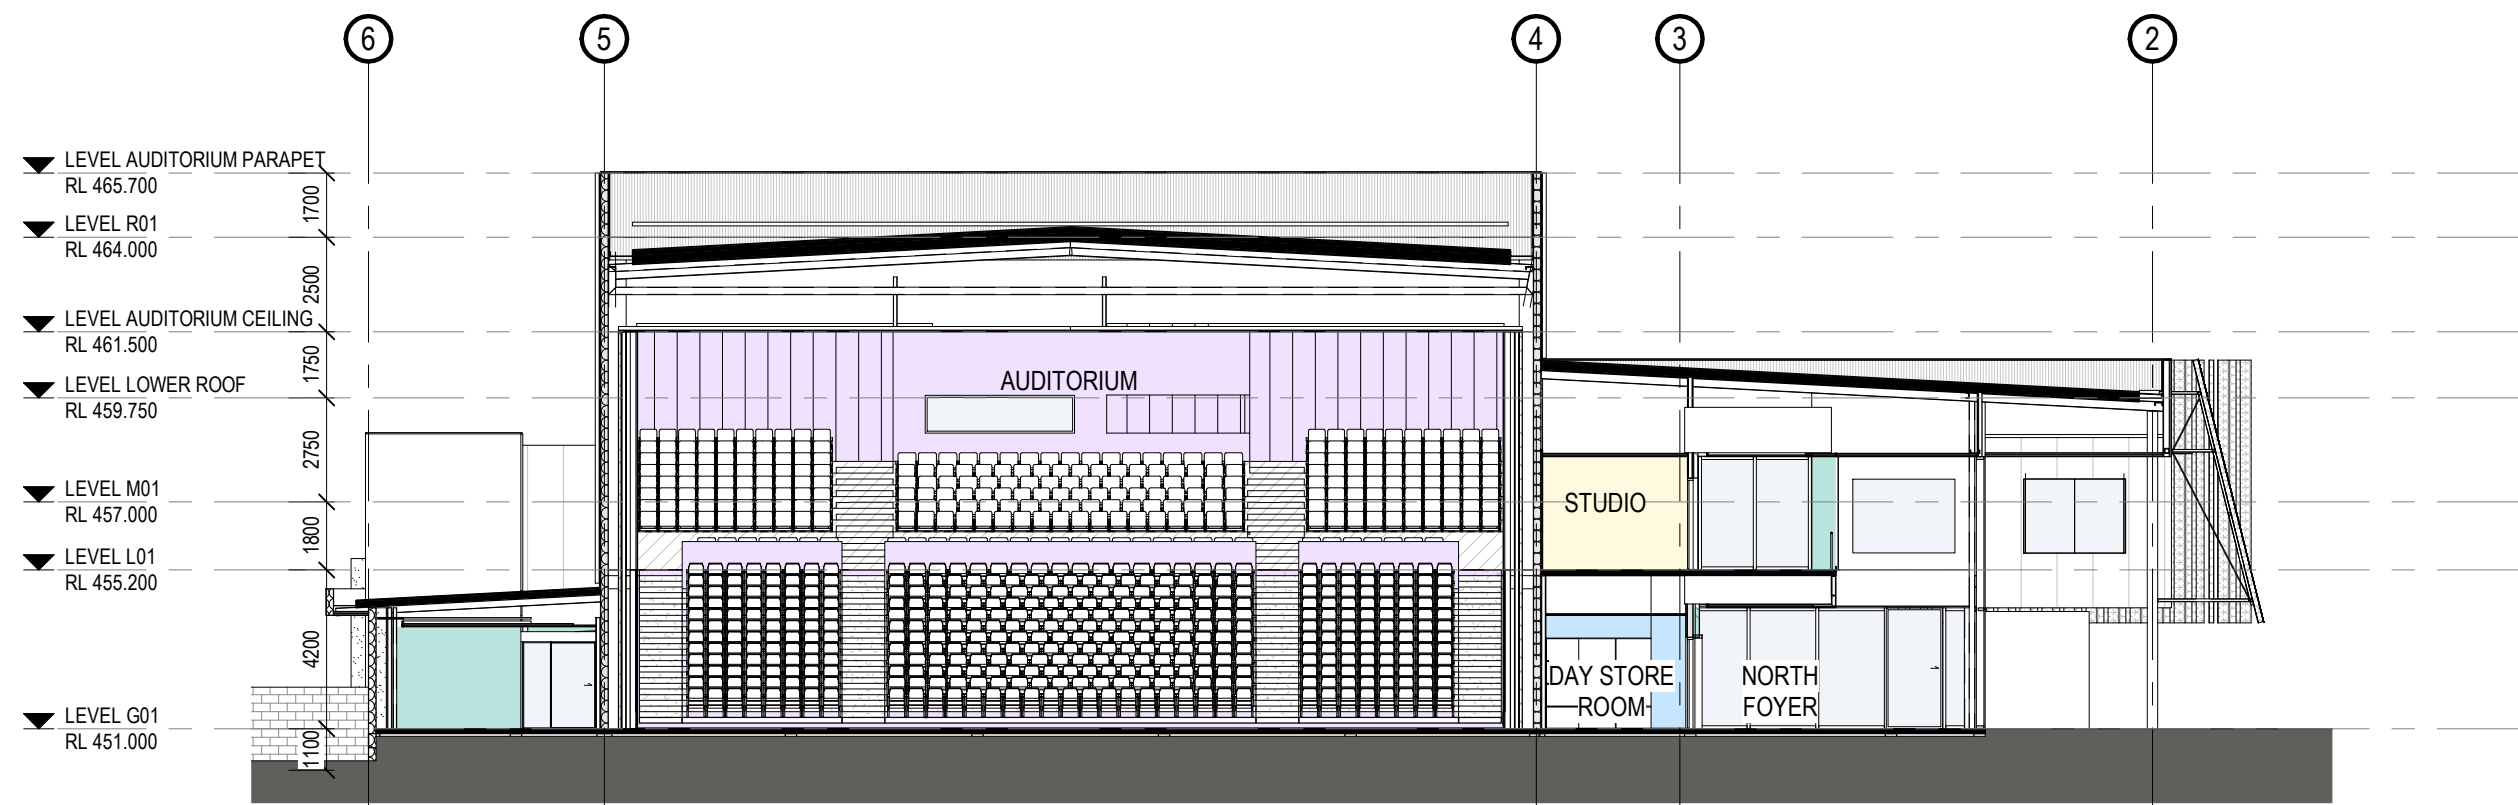 6
5
4
3
2
LEVEL AUDITORIUM PARAPET
RL 465.700
1700
LEVEL R01
RL 464.000
2500
LEVEL AUDITORIUM CEILING
RL 461.500
1750
LEVEL LOWER ROOF
RL 459.750
2750
LEVEL M01
RL 457.000
1800
LEVEL L01
RL 455.200
4200
LEVEL G01
RL 451.000
1100
AUDITORIUM
STUDIO
DAY STORE
ROOM
NORTH
FOYER